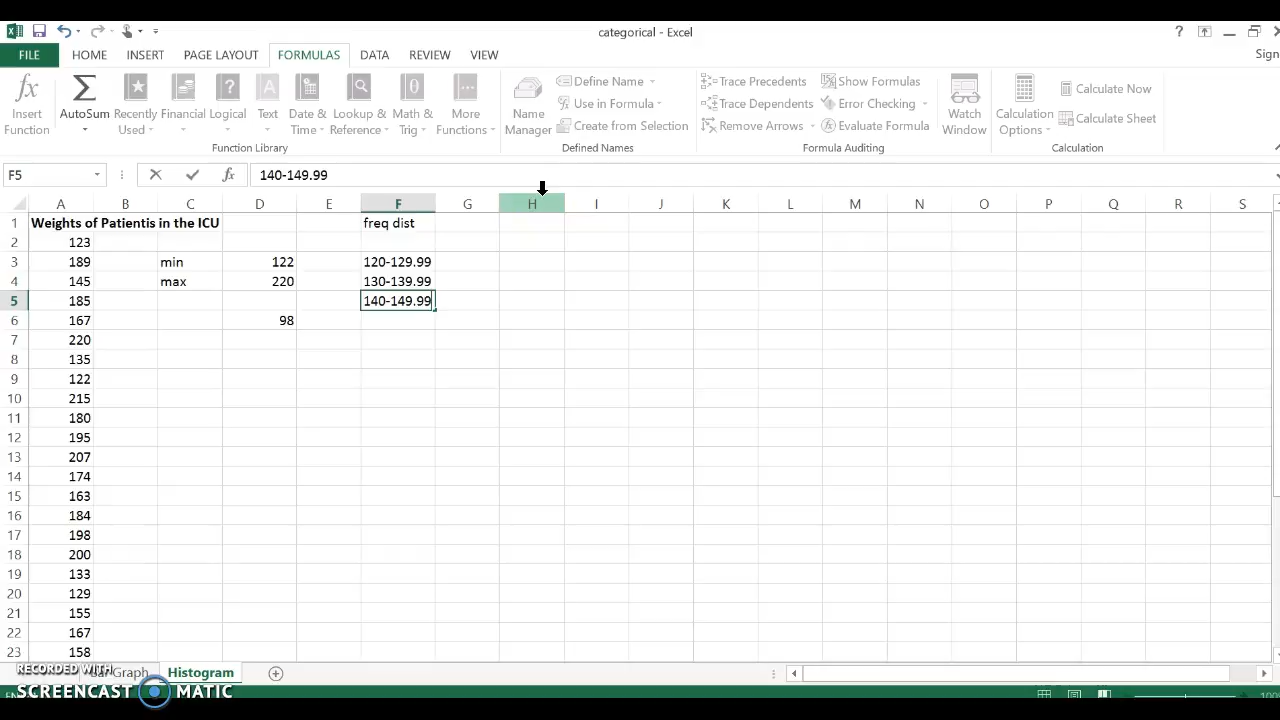 categorical - Excel
FILE HOME INSERT PAGE LAYOUT FORMULAS DATA REVIEW VIEW Sign
Insert Function
AutoSum
Recently Used
Financial
Logical
Text
Date & Time
Lookup & Reference
Math & Trig
More Functions
Function Library
Name Manager
Define Name
Use in Formula
Create from Selection
Defined Names
Trace Precedents
Trace Dependents
Remove Arrows
Show Formulas
Error Checking
Evaluate Formula
Formula Auditing
Watch Window
Calculation Options
Calculate Now
Calculate Sheet
Calculation
F5 fx 140-149.99
A B C D E F G H I J K L M N O P Q R S
1 Weights of Patientis in the ICU freq dist
2 123
3 189 min 122 120-129.99
4 145 max 220 130-139.99
5 185 140-149.99
6 167 98
7 220
8 135
9 122
10 215
11 180
12 195
13 207
14 174
15 163
16 184
17 198
18 200
19 133
20 129
21 155
22 167
23 158
Bar Graph Histogram
RECORDED WITH
SCREENCAST MATIC